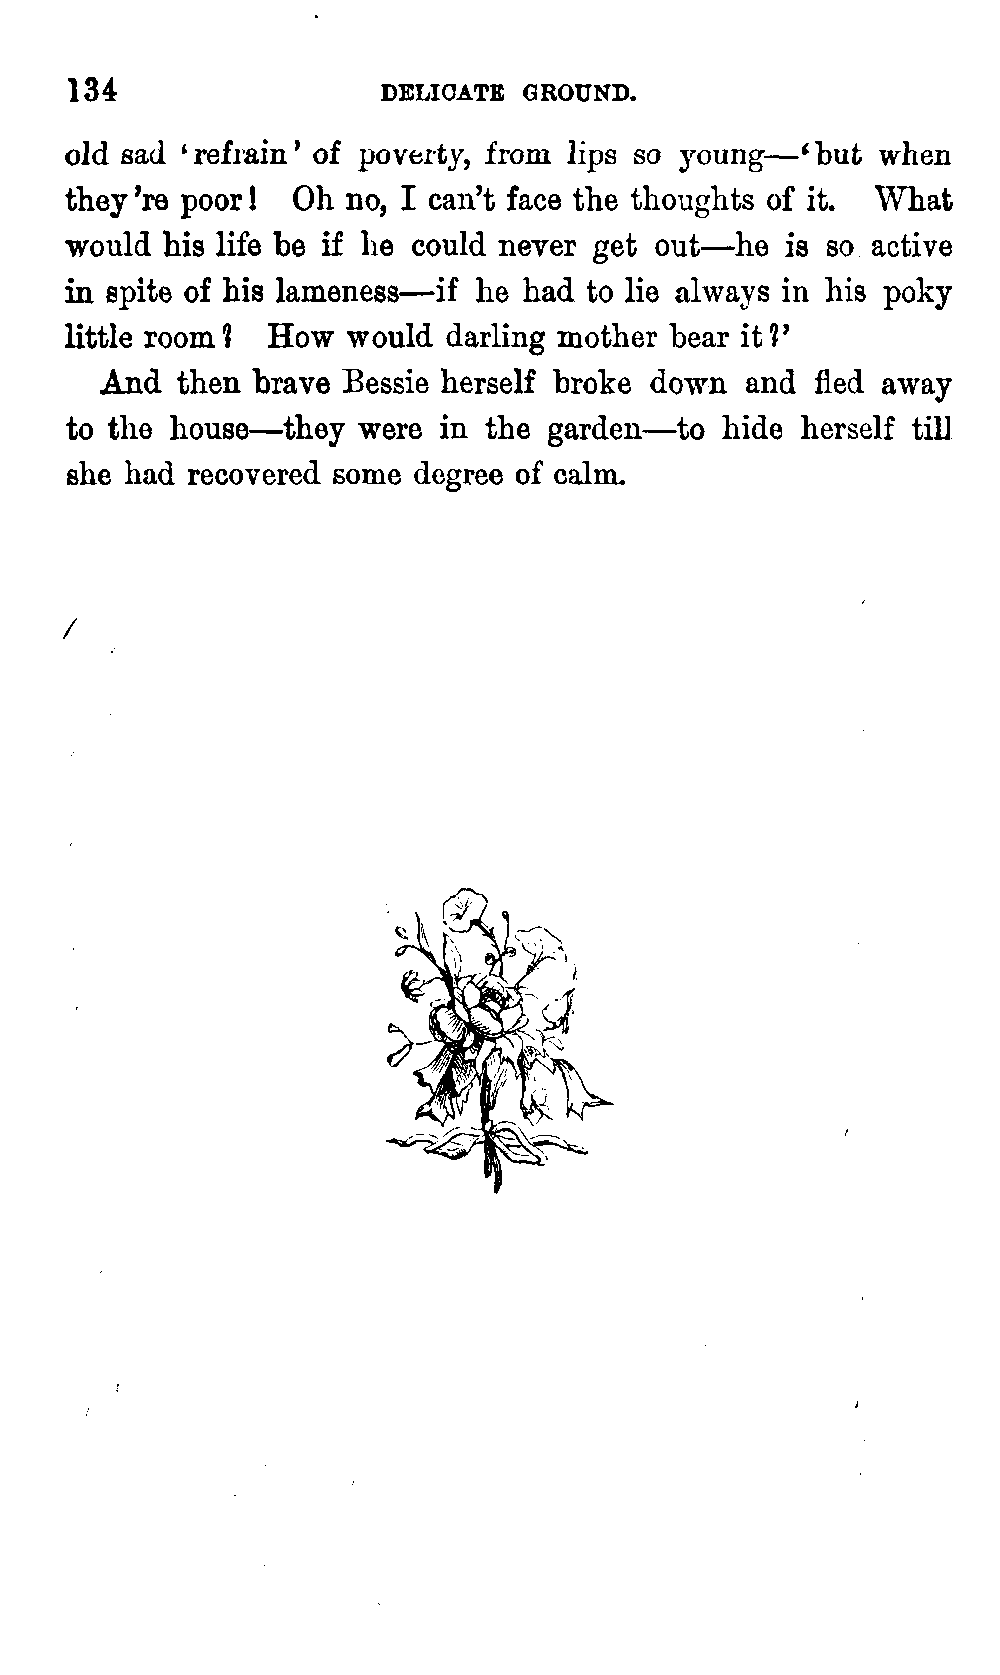 134 DELICATE GROUND.
old sad ‘refrain’ of poverty, from lips so young—‘but when
they're poor! Oh no, I can't face the thoughts of it. What
would his life be if he could never get out—he is so active
in spite of his lameness—if he had to lie always in his poky
little room? How would darling mother bear it?’
And then brave Bessie herself broke down and fled away
to the house—they were in the garden—to hide herself till
she had recovered some degree of calm.